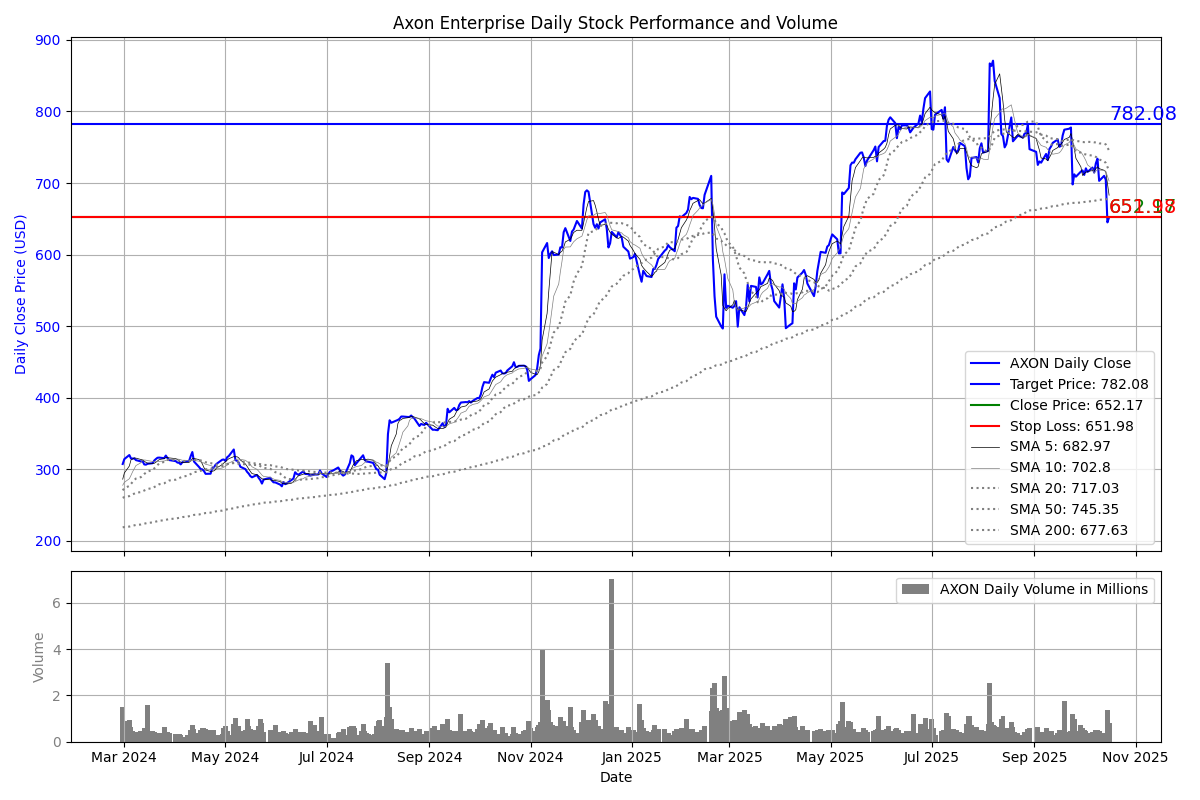 Axon Enterprise Daily Stock Performance and Volume
900
800
700
600
500
400
300
200
Daily Close Price (USD)
782.08
651.98
AXON Daily Close
Target Price: 782.08
Close Price: 652.17
Stop Loss: 651.98
SMA 5: 682.97
SMA 10: 702.8
SMA 20: 717.03
SMA 50: 745.35
SMA 200: 677.63
6
4
2
0
Volume
AXON Daily Volume in Millions
Mar 2024 May 2024 Jul 2024 Sep 2024 Nov 2024 Jan 2025 Mar 2025 May 2025 Jul 2025 Sep 2025 Nov 2025
Date